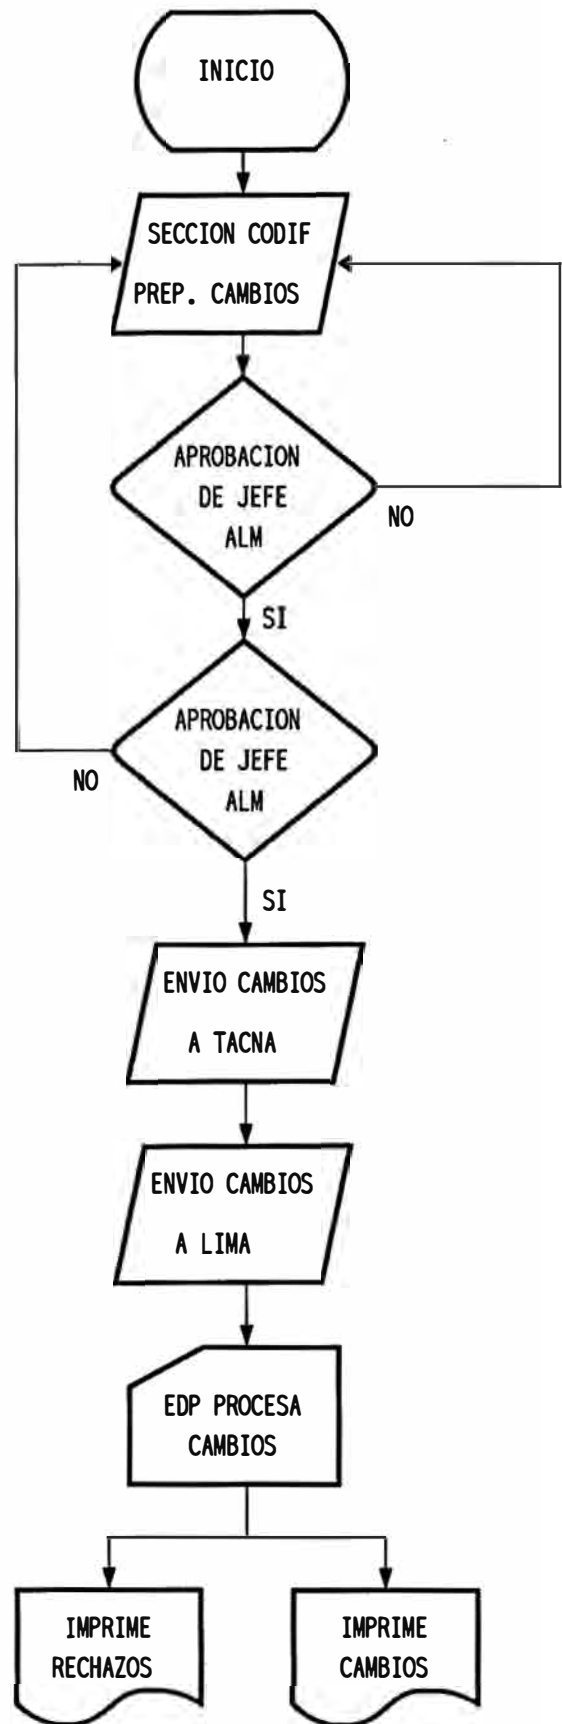 INICIO
SECCION CODIF
PREP. CAMBIOS
APROBACION
DE JEFE
ALM
NO
SI
APROBACION
DE JEFE
ALM
NO
SI
ENVIO CAMBIOS
A TACNA
ENVIO CAMBIOS
A LIMA
EDP PROCESA
CAMBIOS
IMPRIME
RECHAZOS
IMPRIME
CAMBIOS